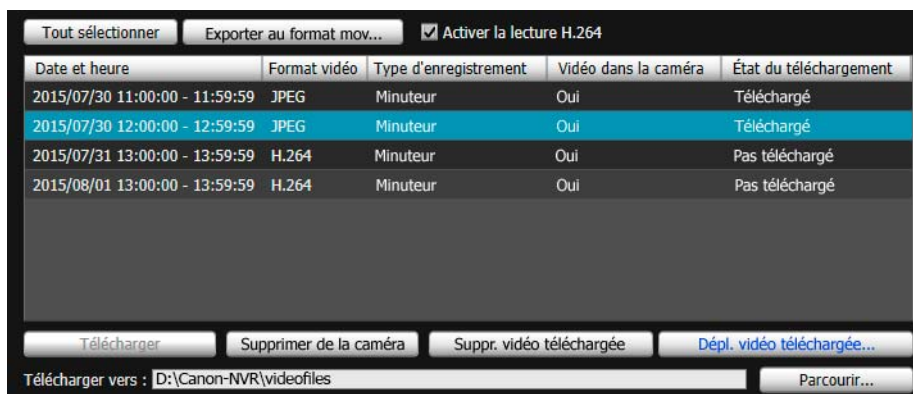 Tout sélectionner Exporter au format mov... Activer la lecture H.264
Date et heure Format vidéo Type d'enregistrement Vidéo dans la caméra État du téléchargement
2015/07/30 11:00:00 - 11:59:59 JPEG Minuteur Oui Téléchargé
2015/07/30 12:00:00 - 12:59:59 JPEG Minuteur Oui Téléchargé
2015/07/31 13:00:00 - 13:59:59 H.264 Minuteur Oui Pas téléchargé
2015/08/01 13:00:00 - 13:59:59 H.264 Minuteur Oui Pas téléchargé
Télécharger Supprimer de la caméra Suppr. vidéo téléchargée Dépl. vidéo téléchargée...
Télécharger vers : D:\Canon-NVR\videofiles Parcourir...